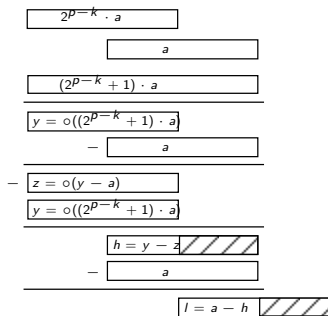 2^{p−k} · a
a
(2^{p−k} + 1) · a
y = ∘((2^{p−k} + 1) · a)
− a
− z = ∘(y − a)
y = ∘((2^{p−k} + 1) · a)
h = y − z
− a
l = a − h